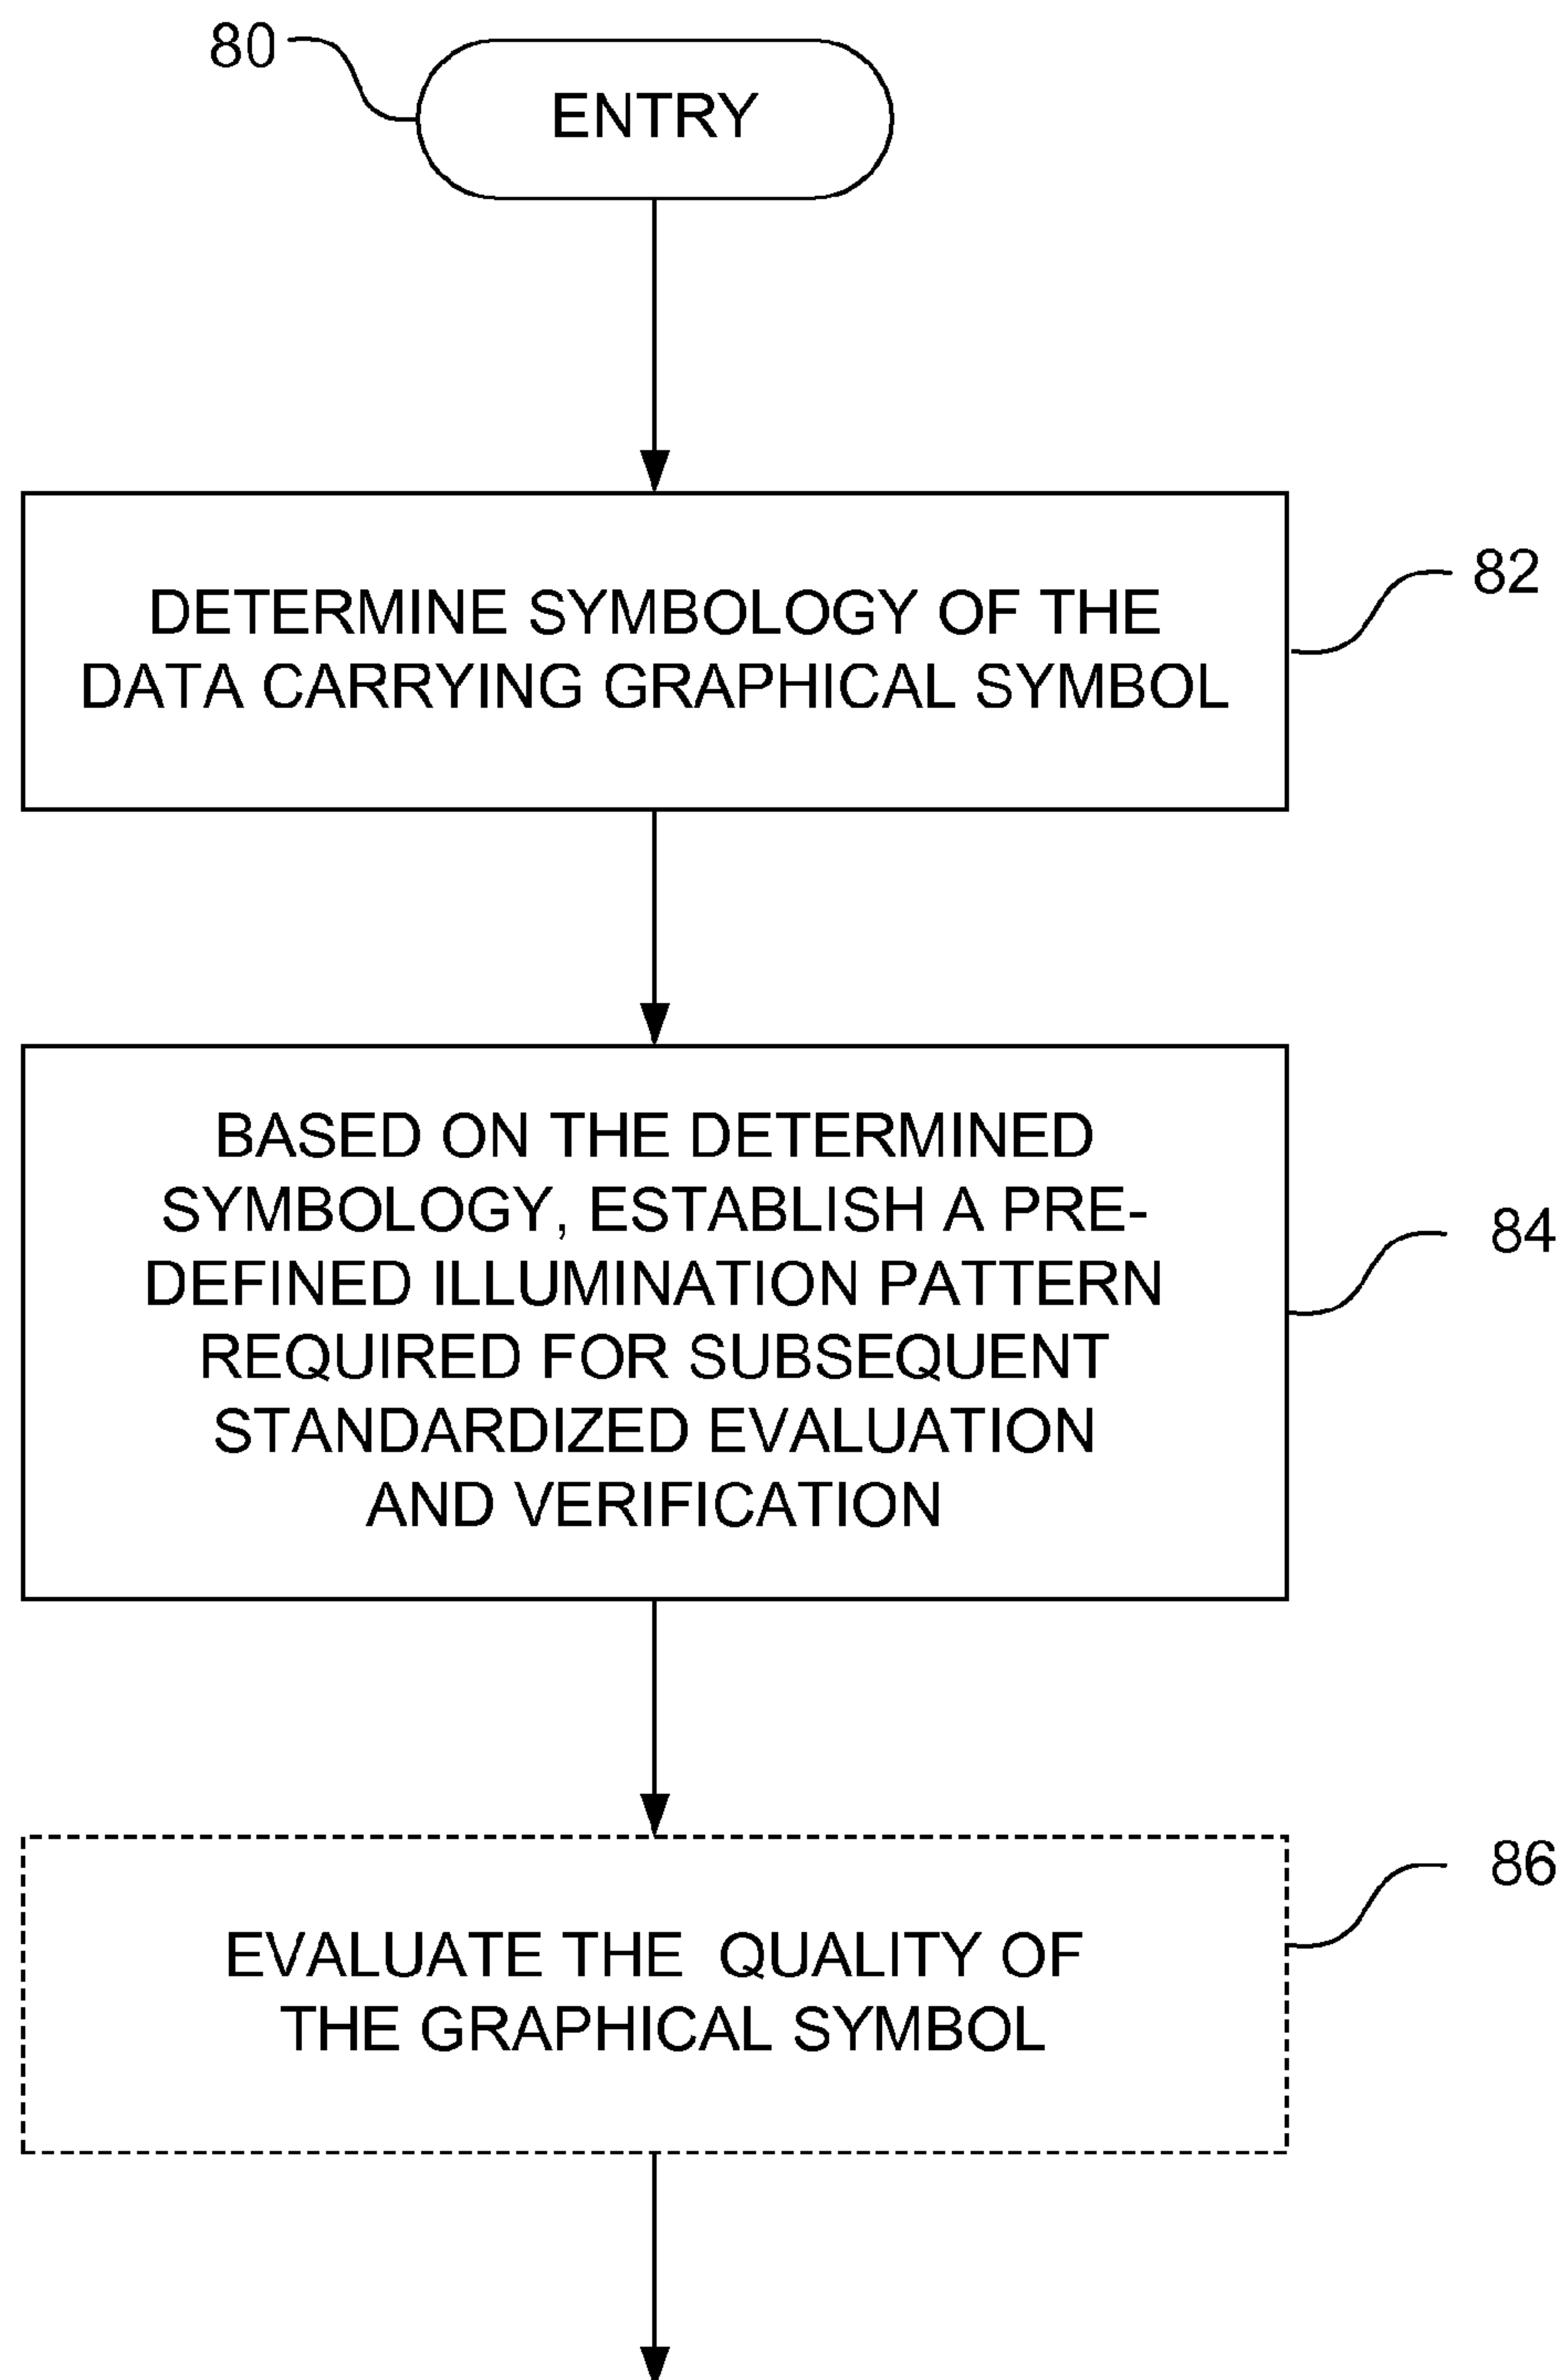 80
ENTRY
82
DETERMINE SYMBOLOGY OF THE
DATA CARRYING GRAPHICAL SYMBOL
BASED ON THE DETERMINED
SYMBOLOGY, ESTABLISH A PRE-
84
DEFINED ILLUMINATION PATTERN
REQUIRED FOR SUBSEQUENT
STANDARDIZED EVALUATION
AND VERIFICATION
86
EVALUATE THE QUALITY OF
THE GRAPHICAL SYMBOL